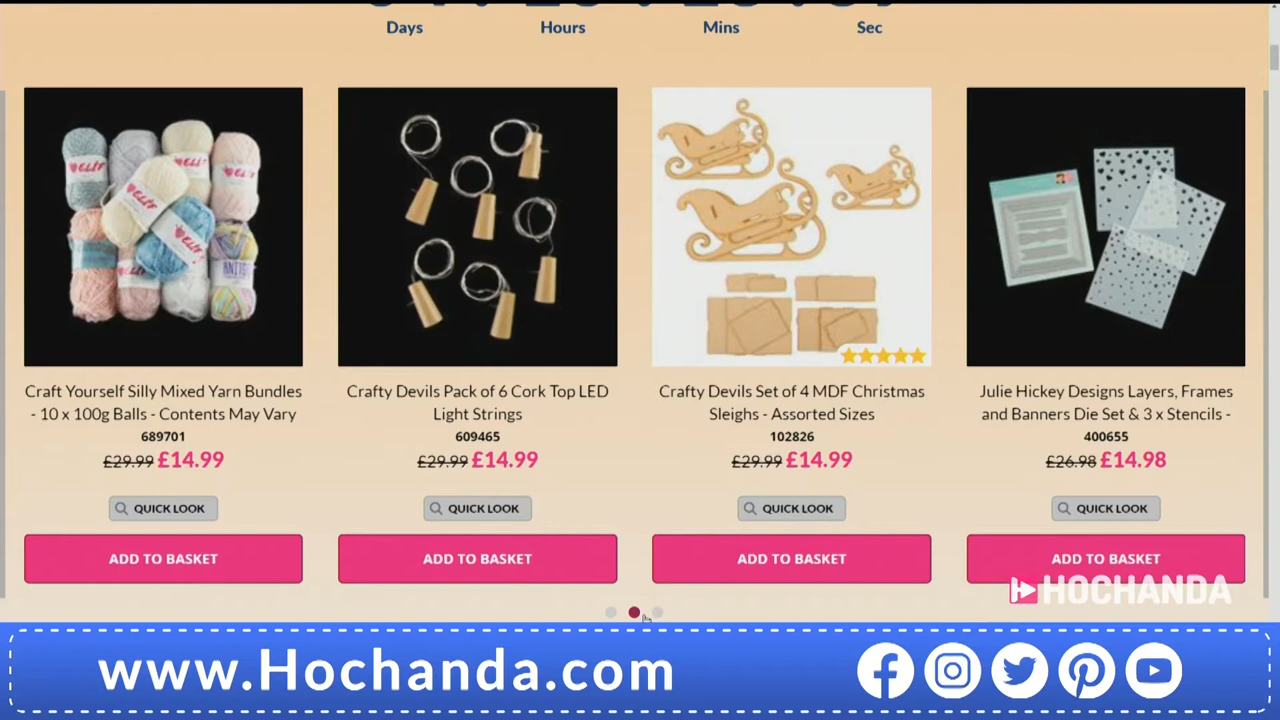 Days Hours Mins Sec
ELIF ELIF
ELIF
ELIF
Craft Yourself Silly Mixed Yarn Bundles
- 10 x 100g Balls - Contents May Vary
689701
£29.99 £14.99
QUICK LOOK
ADD TO BASKET
Crafty Devils Pack of 6 Cork Top LED
Light Strings
609465
£29.99 £14.99
QUICK LOOK
ADD TO BASKET
Crafty Devils Set of 4 MDF Christmas
Sleighs - Assorted Sizes
102826
£29.99 £14.99
QUICK LOOK
ADD TO BASKET
Julie Hickey Designs Layers, Frames
and Banners Die Set & 3 x Stencils -
400655
£26.98 £14.98
QUICK LOOK
ADD TO BASKET
HOCHANDA
www.Hochanda.com